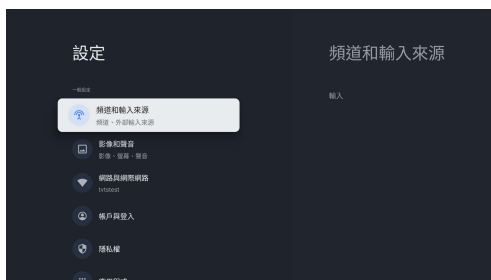 設定
一般設定
頻道和輸入來源
頻道、外部輸入來源
影像和聲音
影像、螢幕、聲音
網路與網際網路
tvtstest
帳戶與登入
隱私權
頻道和輸入來源
輸入